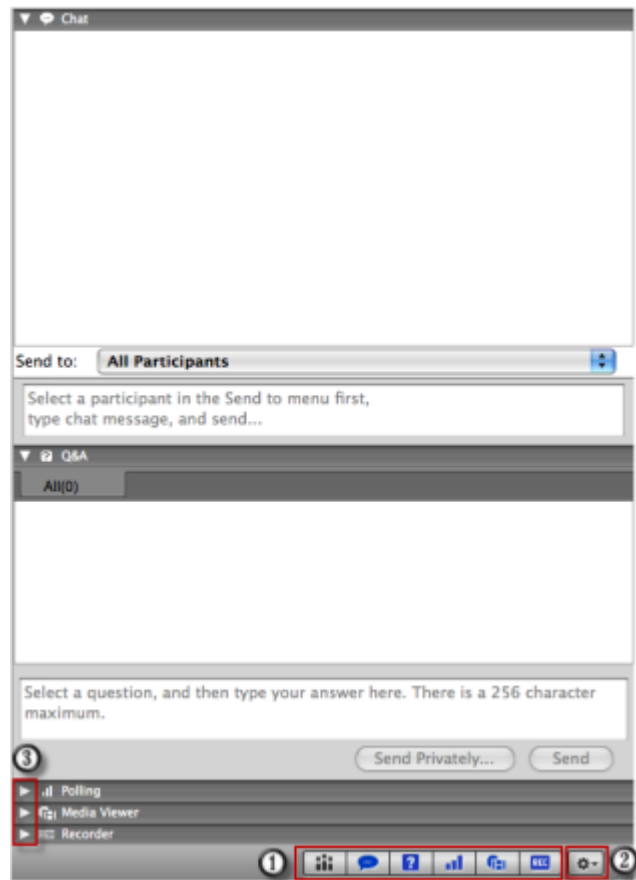 Chat
Send to: All Participants
Select a participant in the Send to menu first,
type chat message, and send...
Q&A
All(0)
Select a question, and then type your answer here. There is a 256 character
maximum.
3
Send Privately... Send
Polling
Media Viewer
Recorder
1 ? REC 2